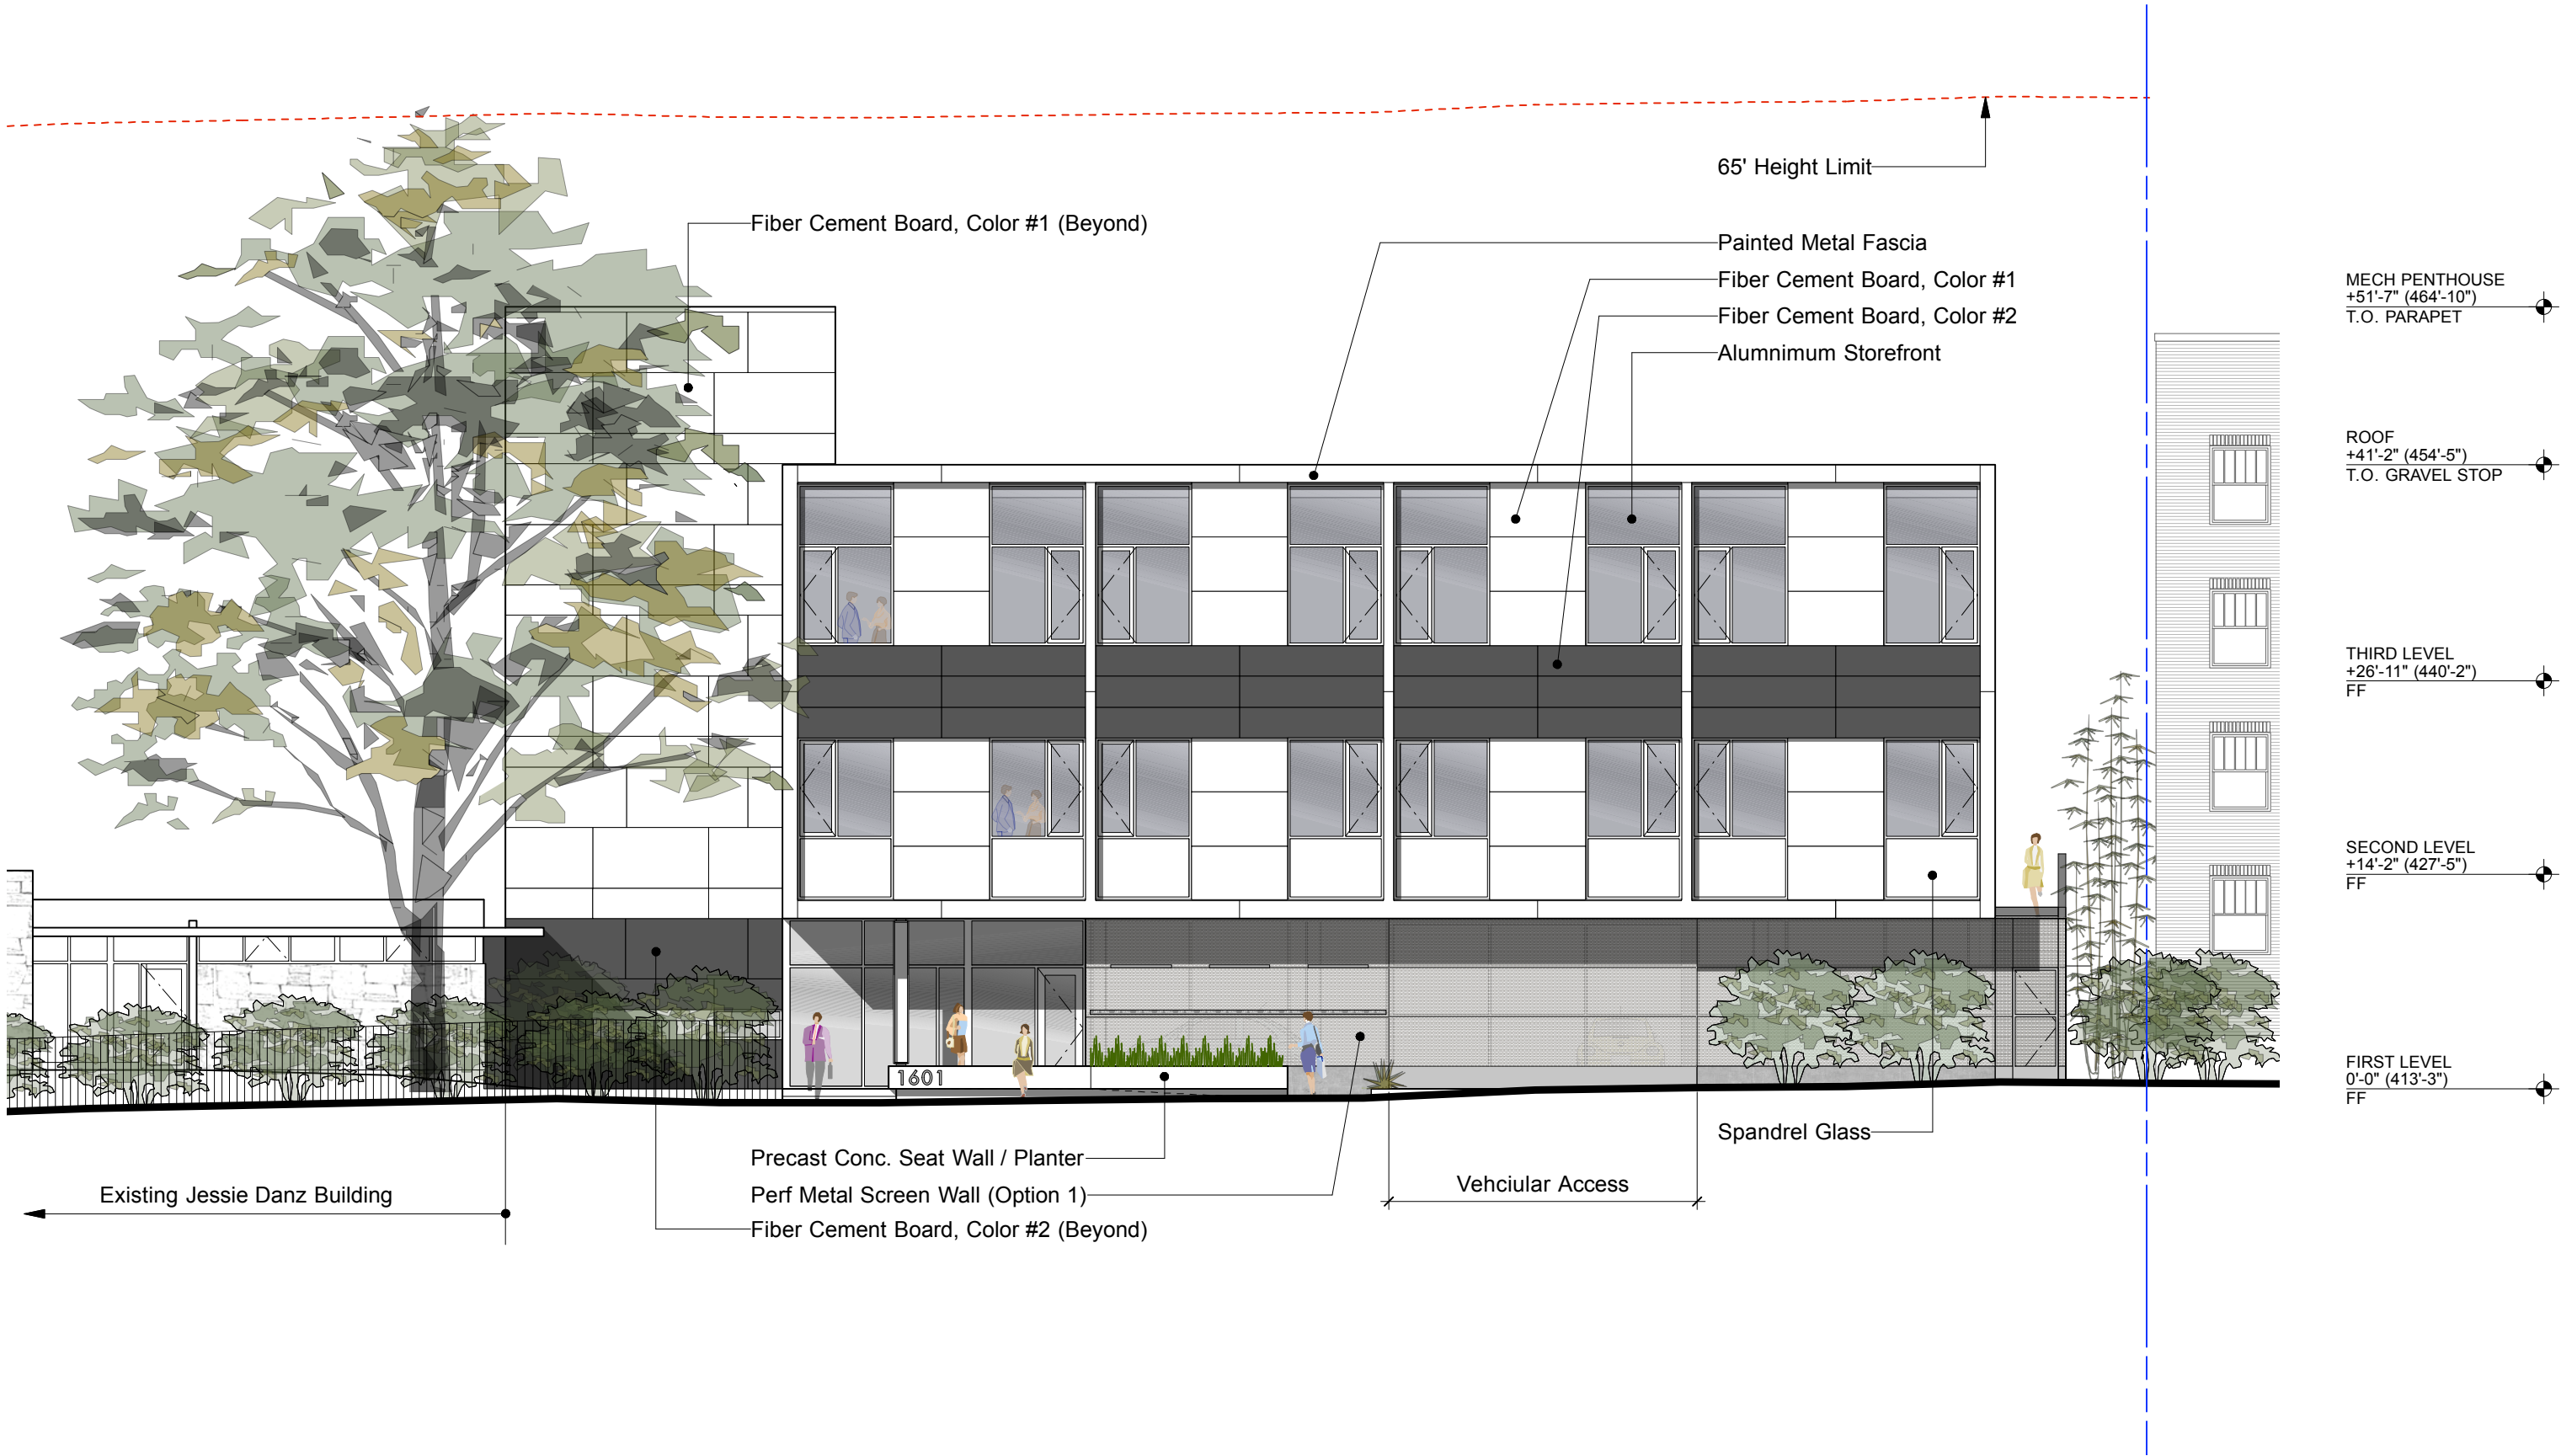 65' Height Limit
Fiber Cement Board, Color #1 (Beyond)
Painted Metal Fascia
Fiber Cement Board, Color #1
Fiber Cement Board, Color #2
Alumnimum Storefront
MECH PENTHOUSE
+51'-7" (464'-10")
T.O. PARAPET
ROOF
+41'-2" (454'-5")
T.O. GRAVEL STOP
THIRD LEVEL
+26'-11" (440'-2")
FF
SECOND LEVEL
+14'-2" (427'-5")
FF
FIRST LEVEL
0'-0" (413'-3")
FF
1601
Spandrel Glass
Precast Conc. Seat Wall / Planter
Perf Metal Screen Wall (Option 1)
Fiber Cement Board, Color #2 (Beyond)
Existing Jessie Danz Building
Vehciular Access